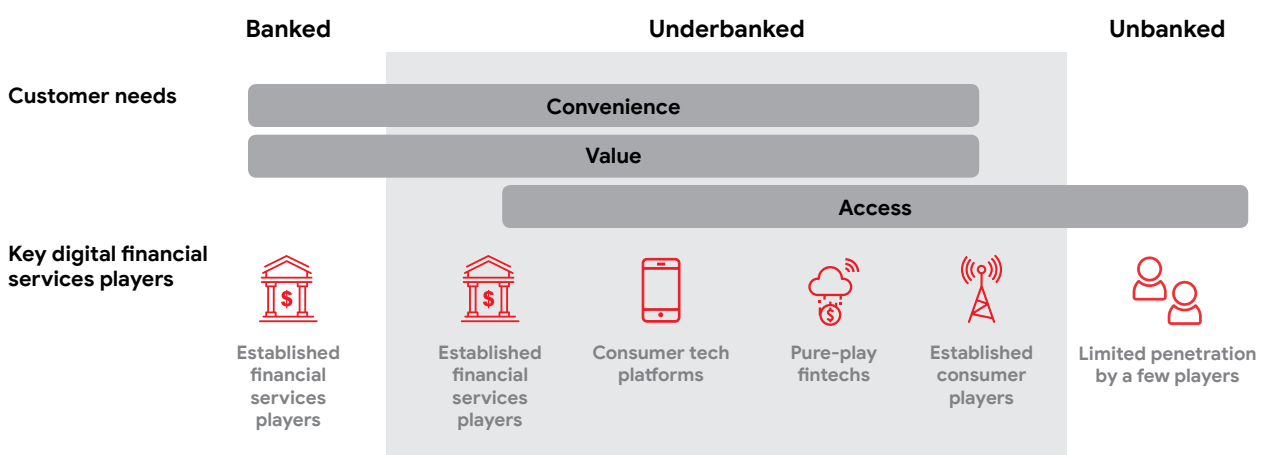 Banked
Underbanked
Unbanked
Customer needs
Convenience
Value
Access
Key digital financial
services players
$
$
$
Established
financial
services
players
Established
financial
services
players
Consumer tech
platforms
Pure-play
fintechs
Established
consumer
players
Limited penetration
by a few players